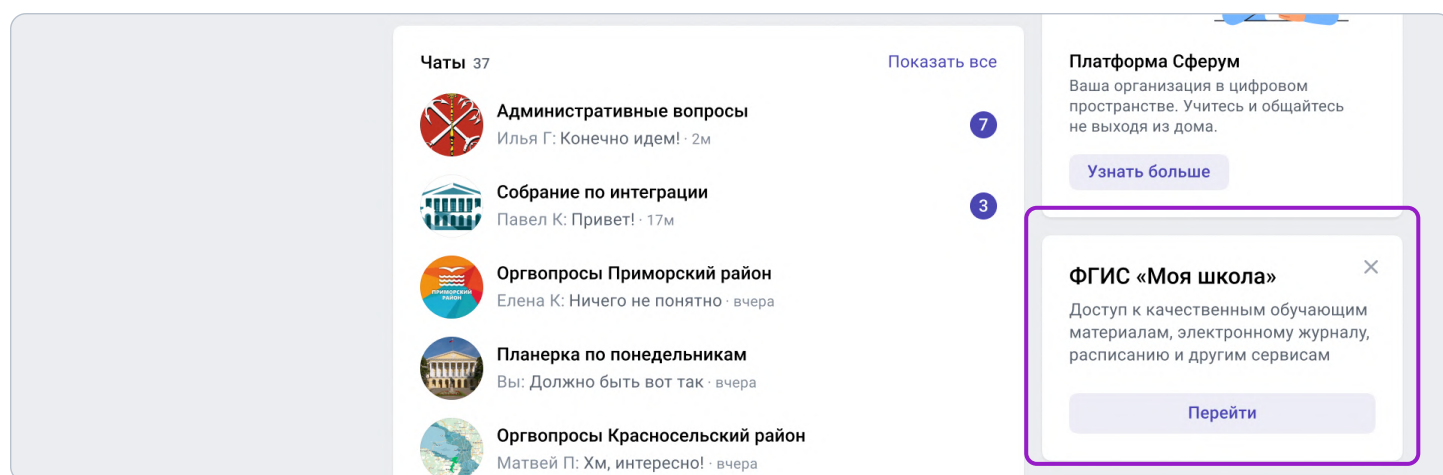 Чаты 37
Показать все
Административные вопросы
Илья Г: Конечно идем! · 2м
7
Собрание по интеграции
Павел К: Привет! · 17м
3
ПРИМОРСКИЙ
РАЙОН
Оргвопросы Приморский район
Елена К: Ничего не понятно · вчера
Планерка по понедельникам
Вы: Должно быть вот так · вчера
Оргвопросы Красносельский район
Матвей П: Хм, интересно! · вчера
Платформа Сферум
Ваша организация в цифровом
пространстве. Учитесь и общайтесь
не выходя из дома.
Узнать больше
ФГИС «Моя школа»
Доступ к качественным обучающим
материалам, электронному журналу,
расписанию и другим сервисам
Перейти